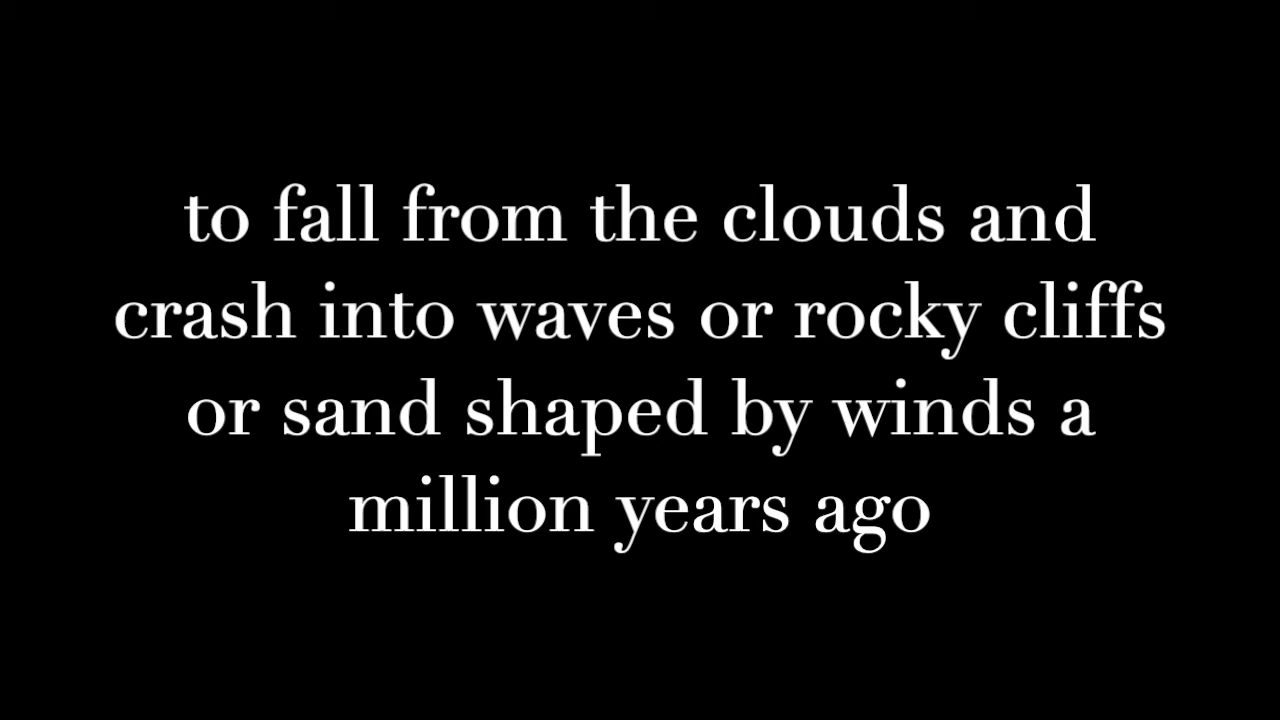 to fall from the clouds and
crash into waves or rocky cliffs
or sand shaped by winds a
million years ago